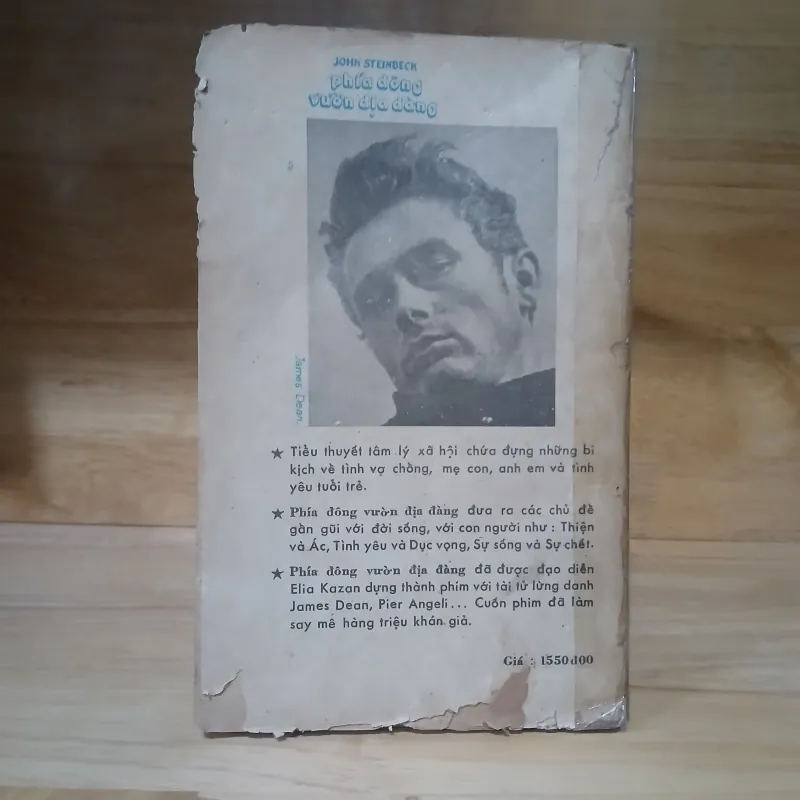 JOHN STEINBECK
phía đông
vườn địa đàng
James Dean.
★ Tiểu thuyết tâm lý xã hội chứa đựng những bi
kịch về tình vợ chồng, mẹ con, anh em và tình
yêu tuổi trẻ.
★ Phía đông vườn địa đàng đưa ra các chủ đề
gần gũi với đời sống, với con người như : Thiện
và Ác, Tình yêu và Dục vọng, Sự sống và Sự chết.
★ Phía đông vườn địa đàng đã được đạo diễn
Elia Kazan dựng thành phim với tài tử lừng danh
James Dean, Pier Angeli... Cuốn phim đã làm
say mê hàng triệu khán giả.
Giá : 1550đ00